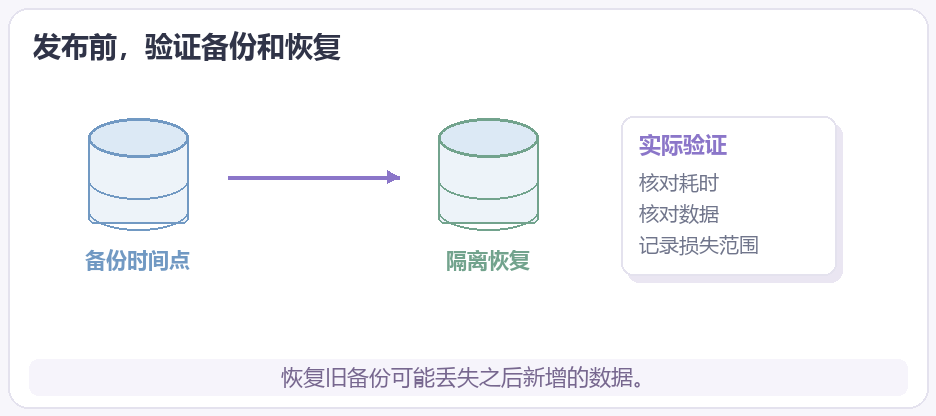 发布前，验证备份和恢复
备份时间点
隔离恢复
实际验证
核对耗时
核对数据
记录损失范围
恢复旧备份可能丢失之后新增的数据。